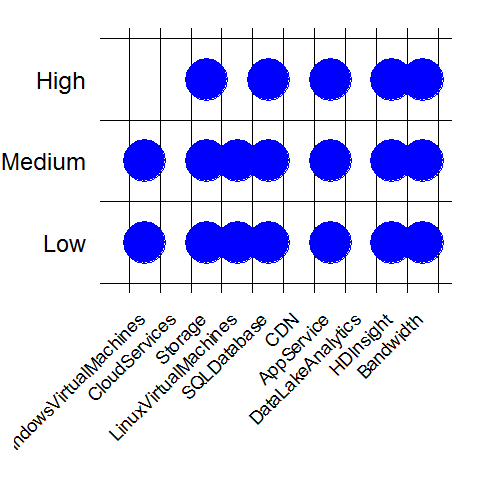 High
Medium
Low
ndowsVirtualMachines
CloudServices
Storage
LinuxVirtualMachines
SQLDatabase
CDN
AppService
DataLakeAnalytics
HDInsight
Bandwidth